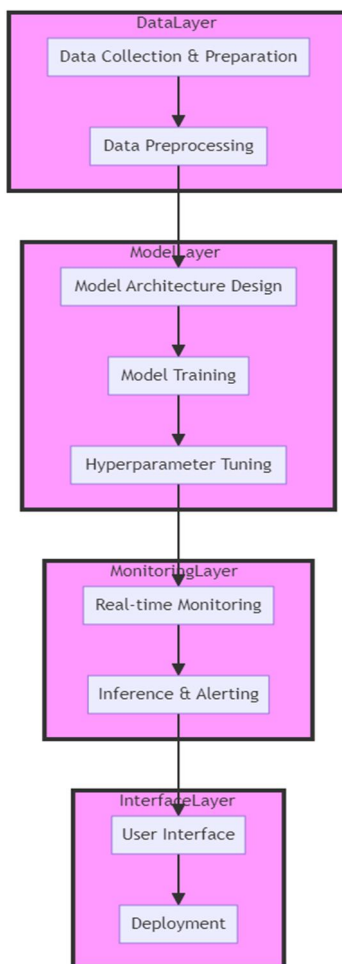 DataLayer
Data Collection & Preparation
Data Preprocessing
ModelLayer
Model Architecture Design
Model Training
Hyperparameter Tuning
MonitoringLayer
Real-time Monitoring
Inference & Alerting
InterfaceLayer
User Interface
Deployment